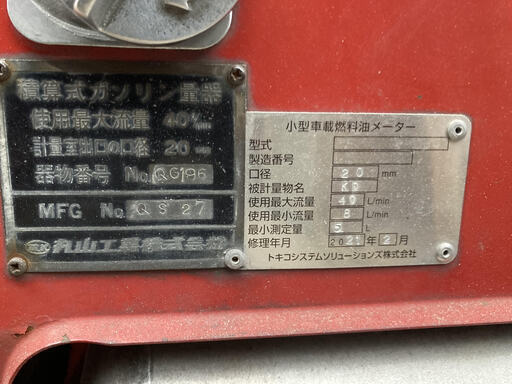 積算式ガソリン量器
使用最大流量 40 ℓ/min
計量室出口の口径 20 mm
器物番号 No. QG196
MFG No. QS 27
丸山工業株式会社
小型車載燃料油メーター
型式
製造番号
口径 20 mm
被計量物名 KD
使用最大流量 40 L/min
使用最小流量 8 L/min
最小測定量 5 L
修理年月 2021年2月
トキコシステムソリューションズ株式会社